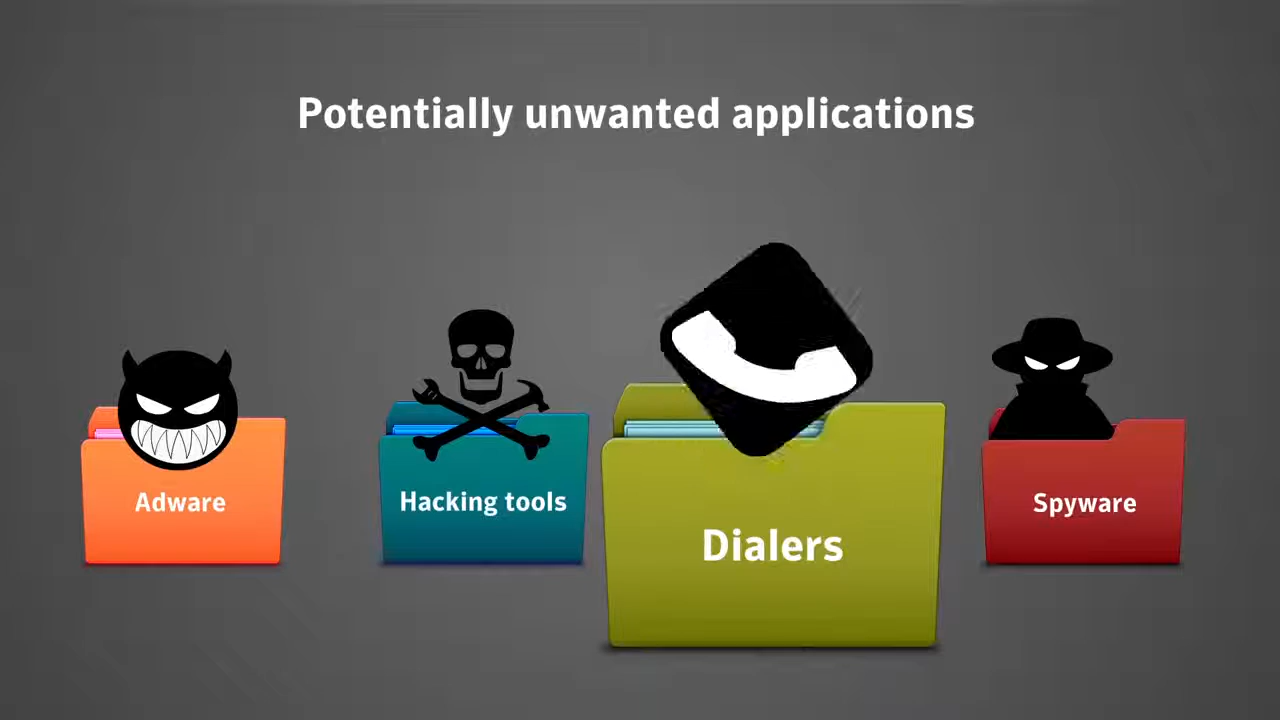 Potentially unwanted applications
Adware
Hacking tools
Dialers
Spyware